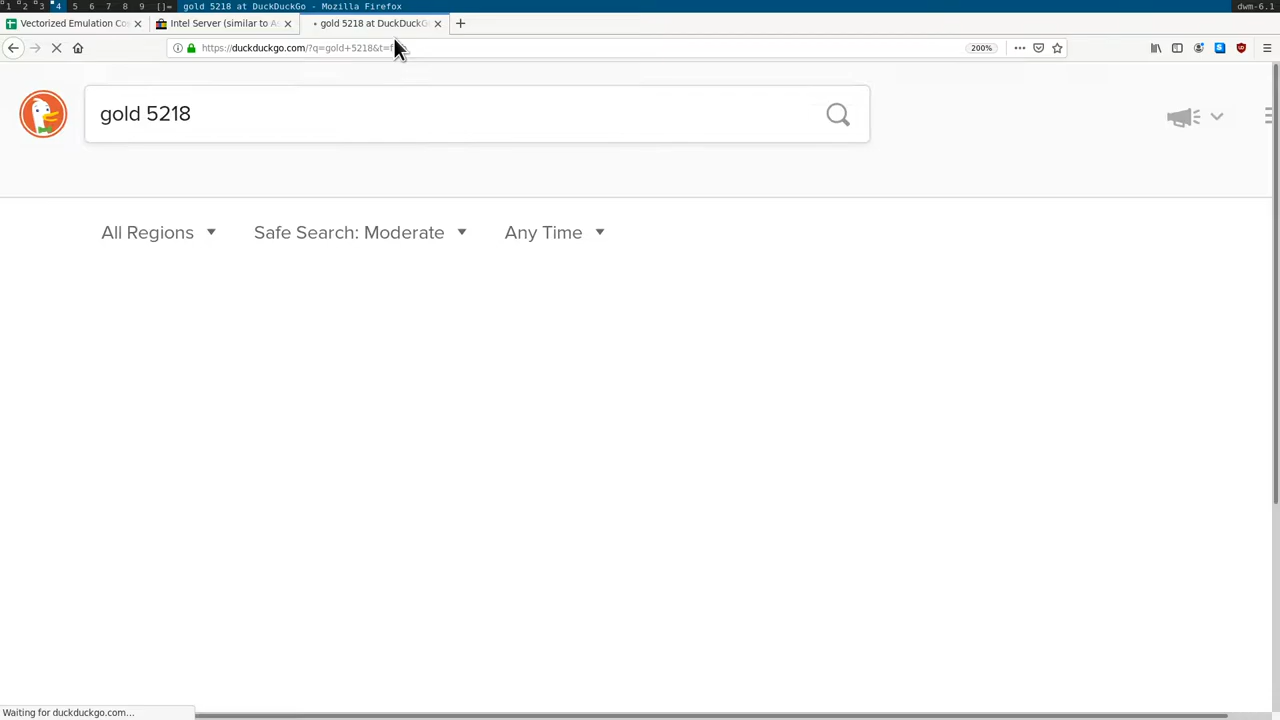 1 2 3 4 5 6 7 8 9 []= gold 5218 at DuckDuckGo - Mozilla Firefox dwm-6.1
Vectorized Emulation Co Intel Server (similar to A gold 5218 at DuckDuckG
https://duckduckgo.com/?q=gold+5218&t= 200%
gold 5218
All Regions Safe Search: Moderate Any Time
Waiting for duckduckgo.com...